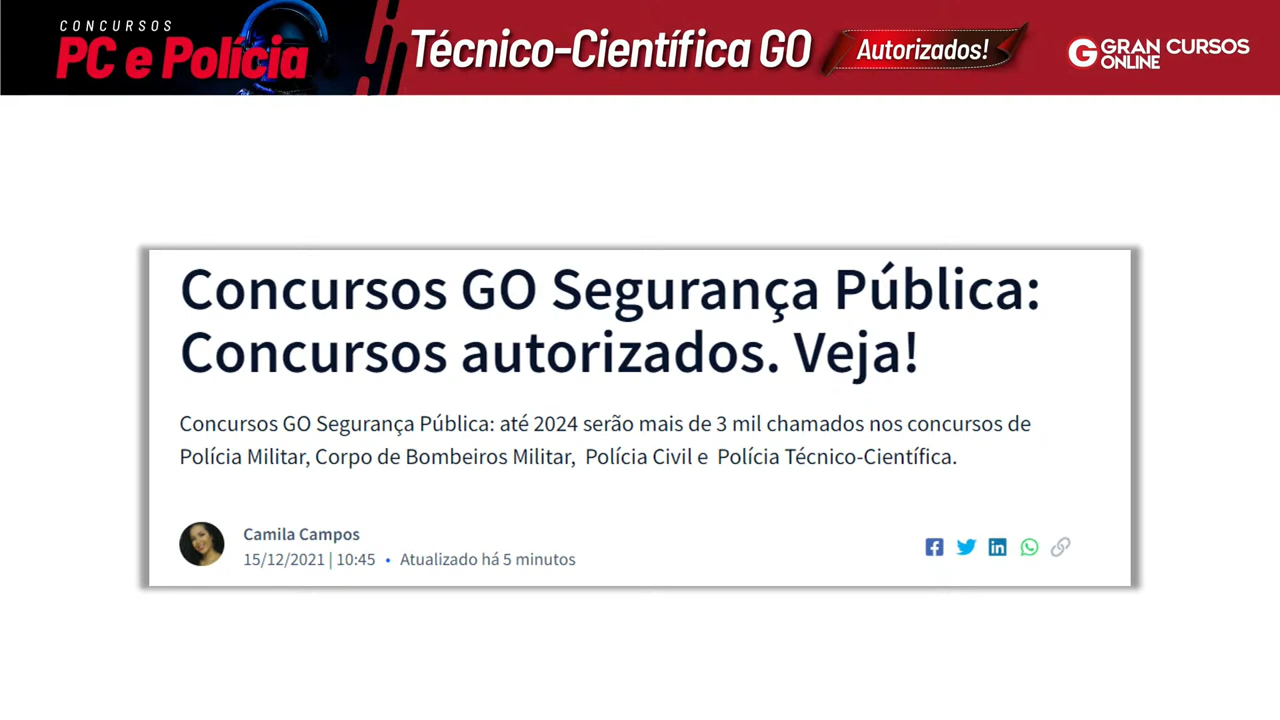 CONCURSOS
PC e Polícia
Técnico-Científica GO
Autorizados!
GRAN CURSOS
ONLINE
Concursos GO Segurança Pública:
Concursos autorizados. Veja!
Concursos GO Segurança Pública: até 2024 serão mais de 3 mil chamados nos concursos de
Polícia Militar, Corpo de Bombeiros Militar, Polícia Civil e Polícia Técnico-Científica.
Camila Campos
15/12/2021 | 10:45 • Atualizado há 5 minutos